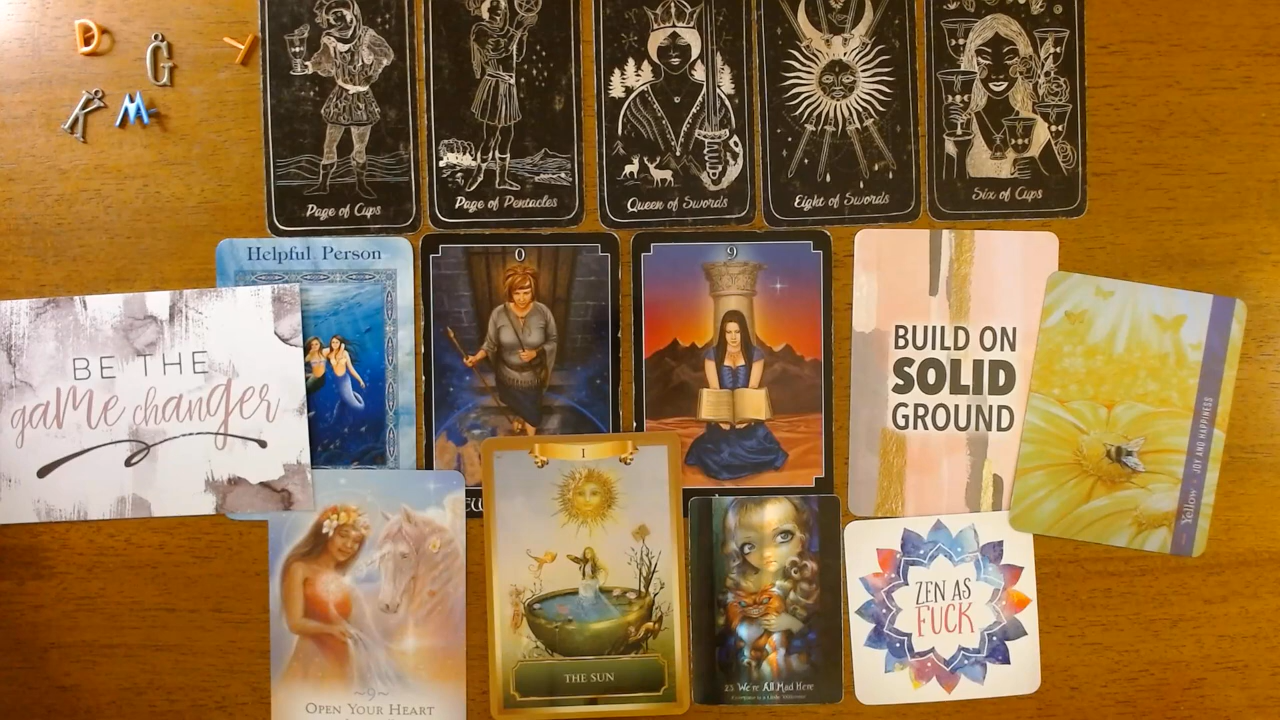 D
G
Y
K
M
Page of Cups
Page of Pentacles
Queen of Swords
Eight of Swords
Six of Cups
Helpful Person
0
9
BE THE
game changer
BUILD ON
SOLID
GROUND
Yellow - JOY AND HAPPINESS
~9~
OPEN YOUR HEART
I
THE SUN
23 We're All Mad Here
ZEN AS
FUCK